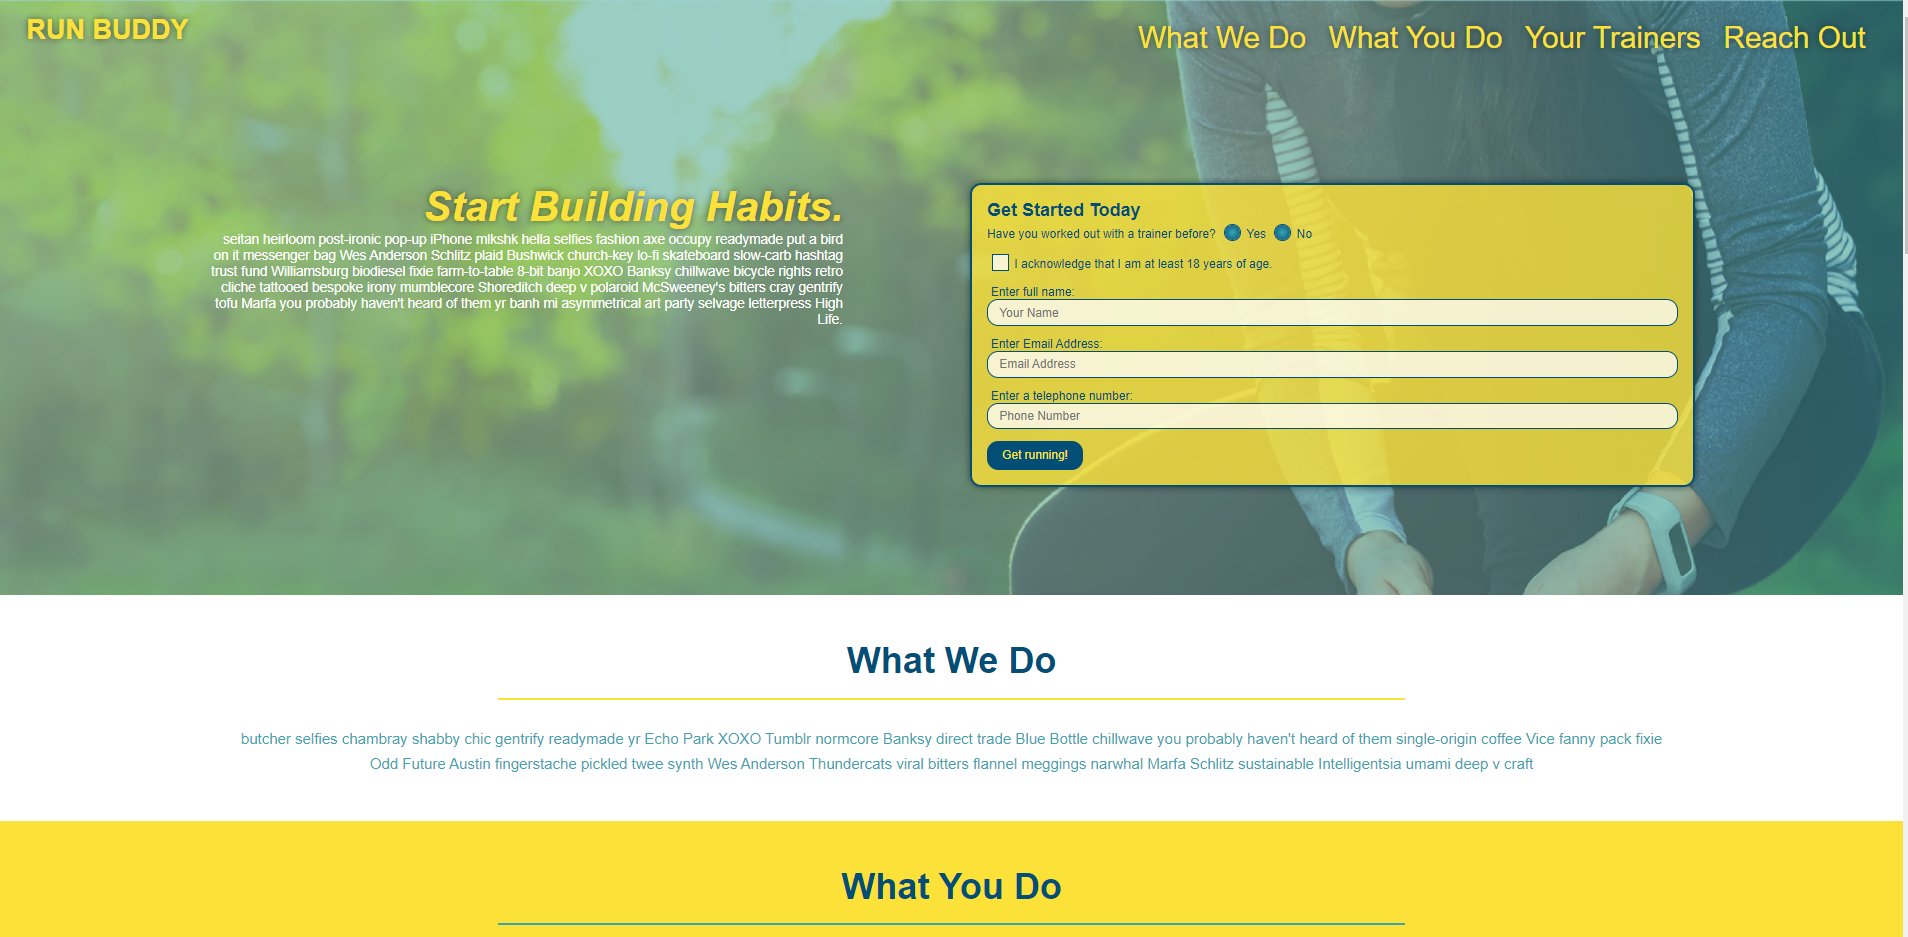 RUN BUDDY
What We Do What You Do Your Trainers Reach Out
Start Building Habits.
seitan heirloom post-ironic pop-up iPhone mlkshk hella selfies fashion axe occupy readymade put a bird
on it messenger bag Wes Anderson Schlitz plaid Bushwick church-key lo-fi skateboard slow-carb hashtag
trust fund Williamsburg biodiesel fixie farm-to-table 8-bit banjo XOXO Banksy chillwave bicycle rights retro
cliche tattooed bespoke irony mumblecore Shoreditch deep v polaroid McSweeney's bitters cray gentrify
tofu Marfa you probably haven't heard of them yr banh mi asymmetrical art party selvage letterpress High
Life.
Get Started Today
Have you worked out with a trainer before? Yes No
I acknowledge that I am at least 18 years of age.
Enter full name:
Your Name
Enter Email Address:
Email Address
Enter a telephone number:
Phone Number
Get running!
What We Do
butcher selfies chambray shabby chic gentrify readymade yr Echo Park XOXO Tumblr normcore Banksy direct trade Blue Bottle chillwave you probably haven't heard of them single-origin coffee Vice fanny pack fixie
Odd Future Austin fingerstache pickled twee synth Wes Anderson Thundercats viral bitters flannel meggings narwhal Marfa Schlitz sustainable Intelligentsia umami deep v craft
What You Do